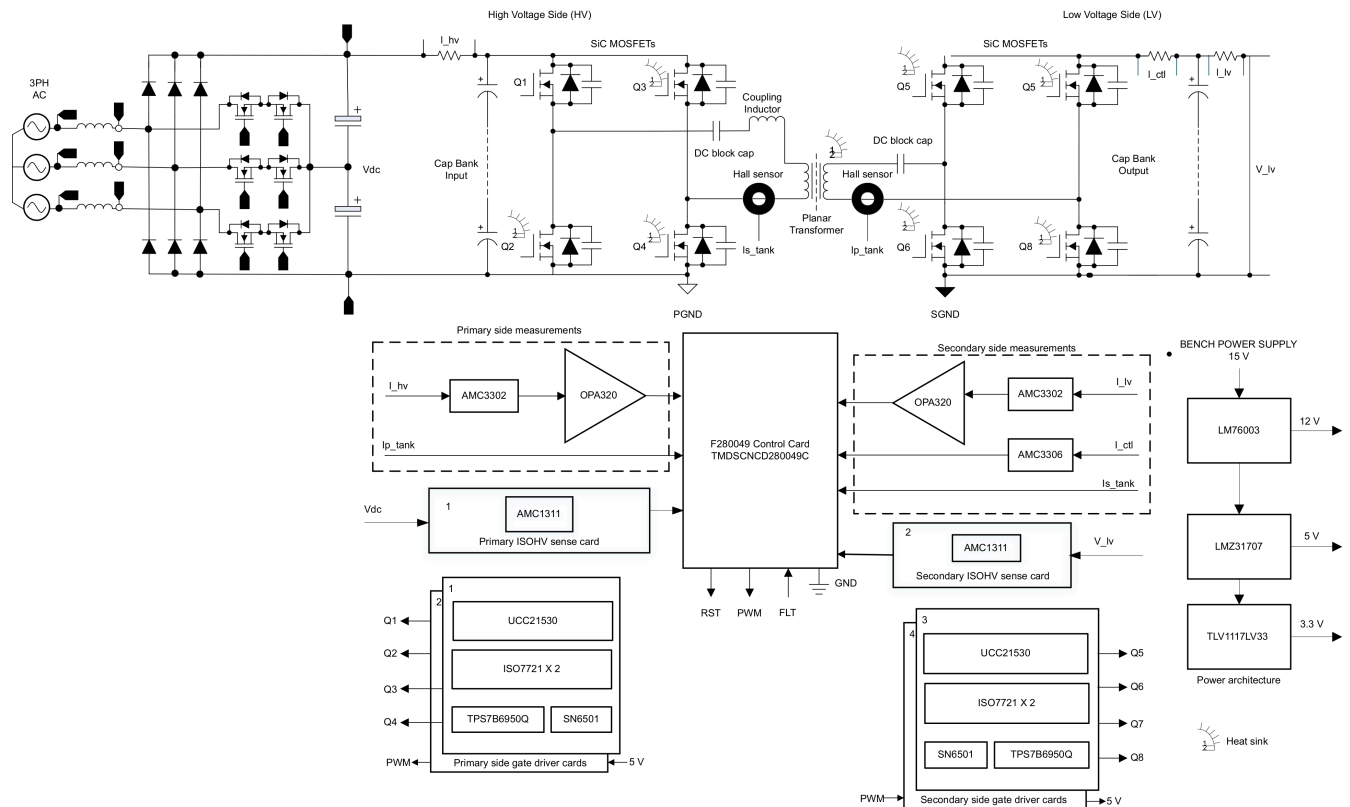 High Voltage Side (HV)
Low Voltage Side (LV)
I_hv
SiC MOSFETs
SiC MOSFETs
I_ctl
I_lv
3PH
AC
Q1
Q3
Q5
Q5
Coupling
Inductor
DC block cap
DC block cap
Vdc
Cap Bank
Input
Cap Bank
Output
V_lv
Hall sensor
Hall sensor
Planar
Transformer
Is_tank
Ip_tank
Q2
Q4
Q6
Q8
PGND
SGND
Primary side measurements
I_hv
AMC3302
OPA320
Ip_tank
Vdc
1
AMC1311
Primary ISOHV sense card
F280049 Control Card
TMDSCNCD280049C
RST
PWM
FLT
GND
Secondary side measurements
OPA320
AMC3302
I_lv
AMC3306
I_ctl
Is_tank
2
AMC1311
V_lv
Secondary ISOHV sense card
BENCH POWER SUPPLY
15 V
LM76003
12 V
LMZ31707
5 V
TLV1117LV33
3.3 V
Power architecture
1
2
UCC21530
ISO7721 X 2
TPS7B6950Q
SN6501
Q1
Q2
Q3
Q4
PWM
Primary side gate driver cards
5 V
3
4
UCC21530
ISO7721 X 2
SN6501
TPS7B6950Q
Q5
Q6
Q7
Q8
PWM
Secondary side gate driver cards
5 V
Heat sink